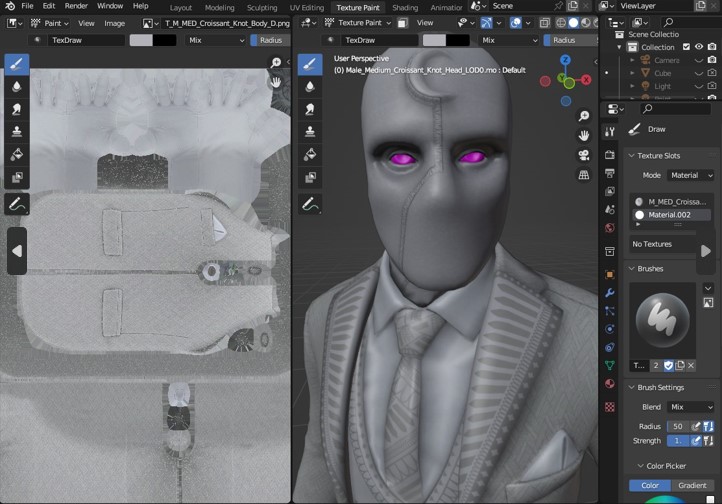 File Edit Render Window Help Layout Modeling Sculpting UV Editing Texture Paint Shading Animation Scene ViewLayer
Paint View Image T_M_MED_Croissant_Knot_Body_D.png Texture Paint View
TexDraw Mix Radius TexDraw Mix Radius
User Perspective
(0) Male_Medium_Croissant_Knot_Head_LOD0.mo : Default
Scene Collectio
Collection
Camera
Cube
Light
Draw
Texture Slots
Mode Material
M_MED_Croissa...
Material.002
No Textures
Brushes
T... 2
Brush Settings
Blend Mix
Radius 50
Strength 1.
Color Picker
Color Gradient